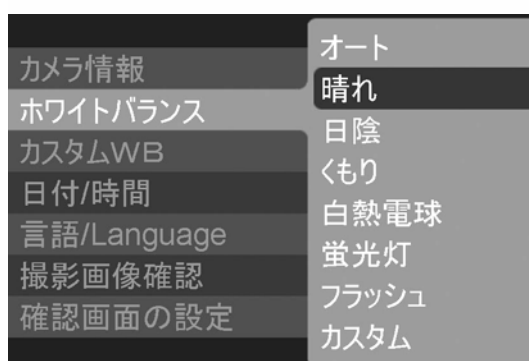 カメラ情報
ホワイトバランス
カスタムWB
日付/時間
言語/Language
撮影画像確認
確認画面の設定
オート
晴れ
日陰
くもり
白熱電球
蛍光灯
フラッシュ
カスタム